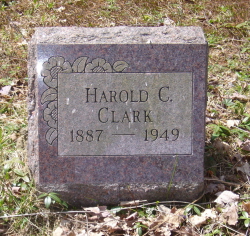 HAROLD C.
CLARK
1887 — 1949